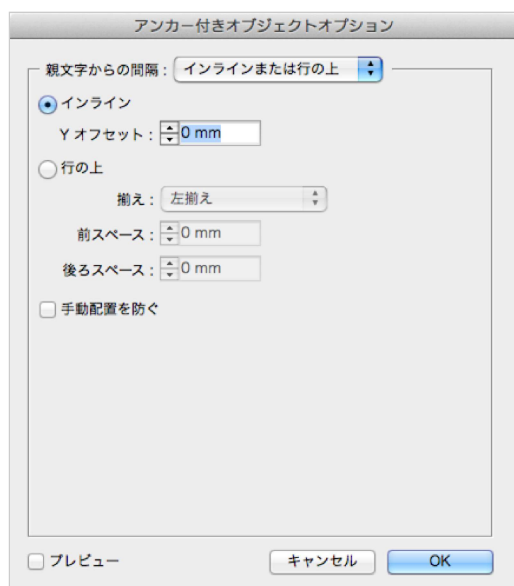 アンカー付きオブジェクトオプション
親文字からの間隔： インラインまたは行の上
インライン
Y オフセット： 0 mm
行の上
揃え： 左揃え
前スペース： 0 mm
後ろスペース： 0 mm
手動配置を防ぐ
プレビュー キャンセル OK